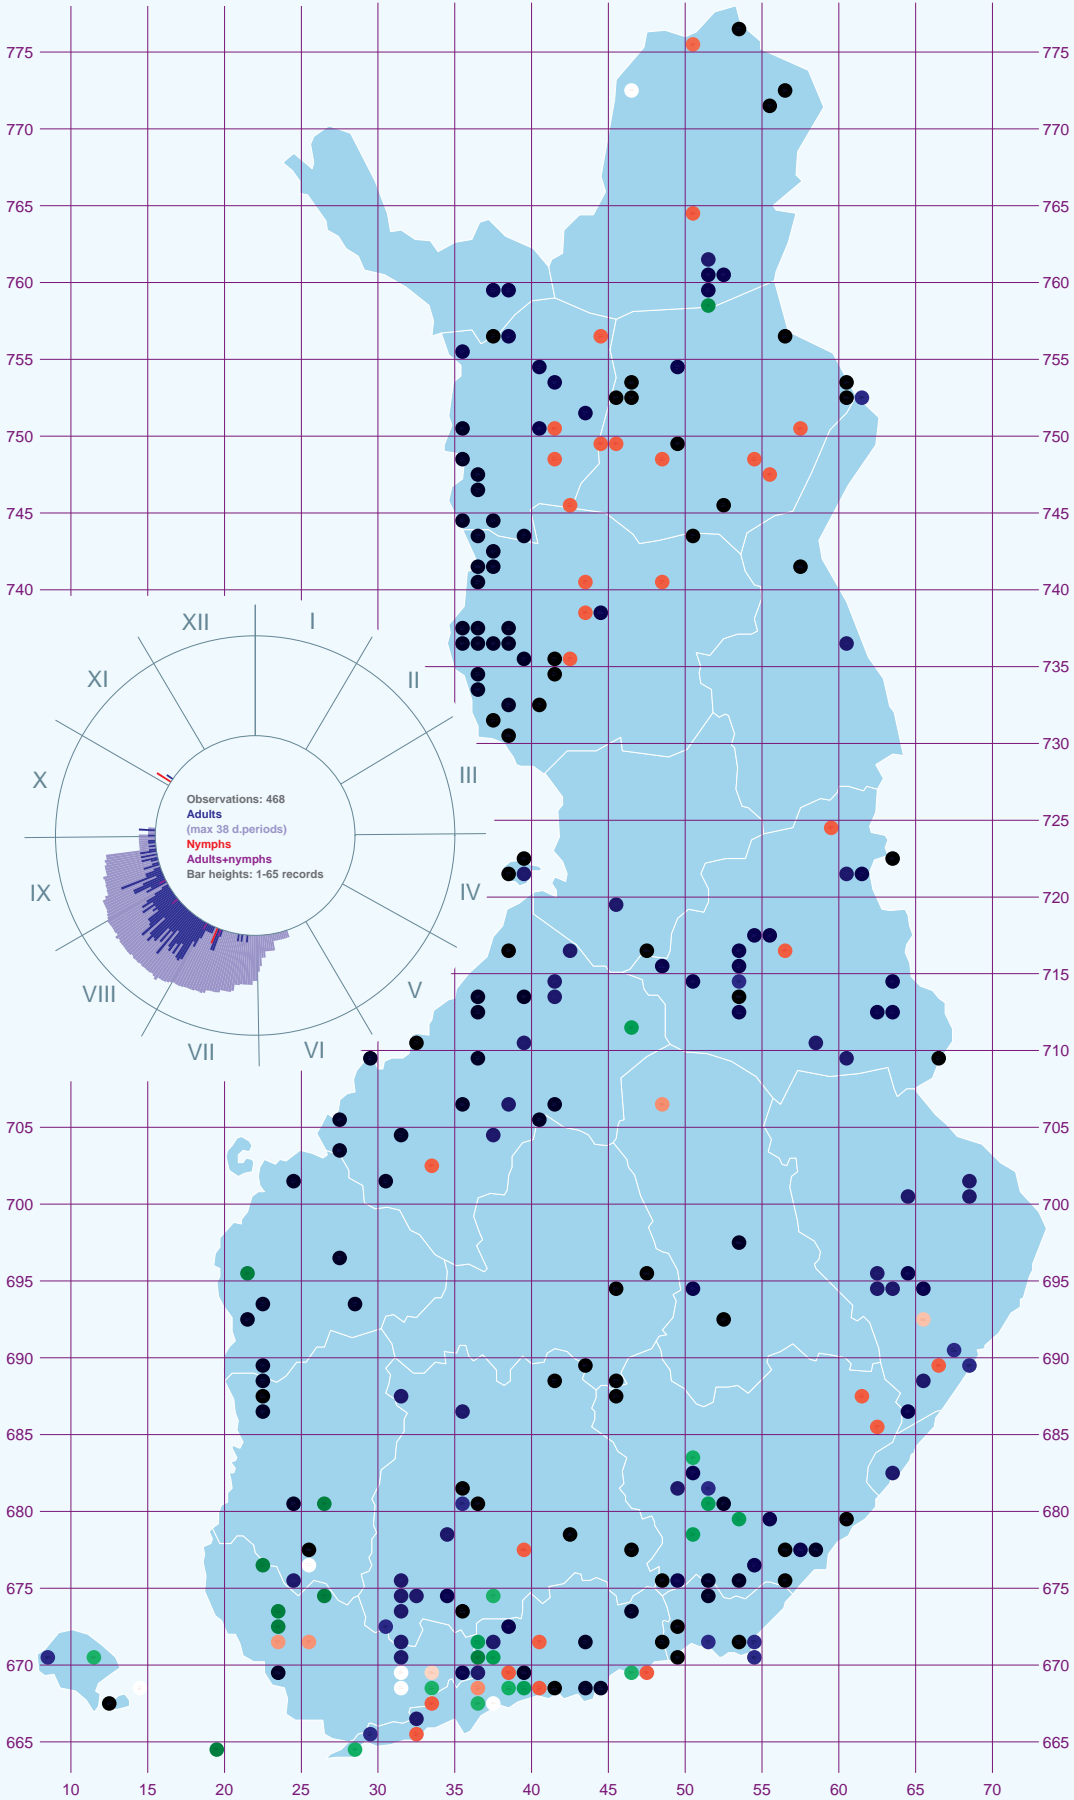 775 775
770 770
765 765
760 760
755 755
750 750
745 745
740 740
XII I
XI II
735
730
X III
Observations: 468
Adults
(max 38 d.periods)
Nymphs
Adults+nymphs
Bar heights: 1-65 records
725
IX IV
720
VIII V
715
VII VI
710
705 705
700 700
695 695
690 690
685 685
680 680
675 675
670 670
665 665
10 15 20 25 30 35 40 45 50 55 60 65 70